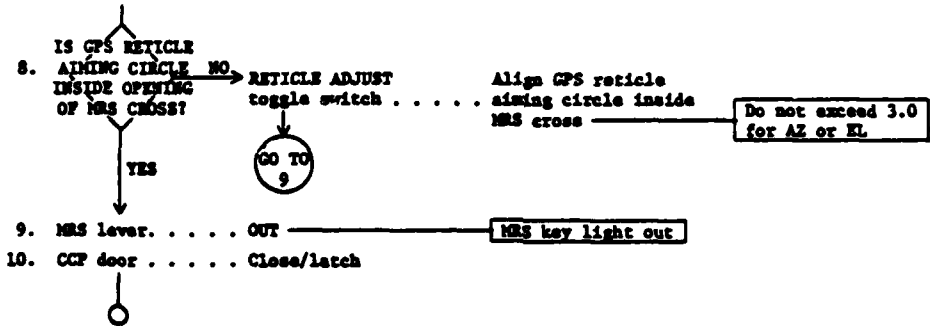 IS GPS RETICLE
8. AIMING CIRCLE NO
INSIDE OPENING
OF MRS CROSS?
RETICLE ADJUST
toggle switch . . . . . Align GPS reticle
aiming circle inside
MRS cross
Do not exceed 3.0
for AZ or EL
GO TO
9
YES
9. MRS lever. . . . . OUT
MRS key light out
10. CCP door . . . . . Close/latch